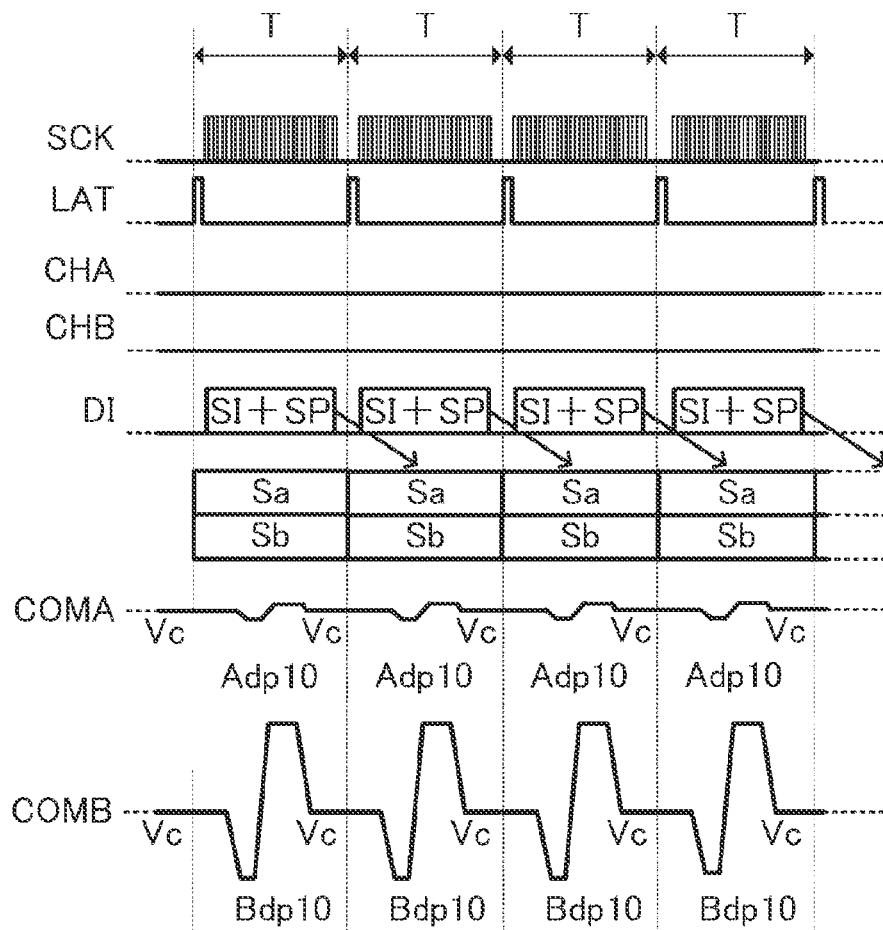 T T T T
SCK
LAT
CHA
CHB
DI SI+SP SI+SP SI+SP SI+SP
Sa Sa Sa Sa
Sb Sb Sb Sb
COMA
Vc Vc Vc Vc Vc
Adp10 Adp10 Adp10 Adp10
COMB
Vc Vc Vc Vc Vc
Bdp10 Bdp10 Bdp10 Bdp10